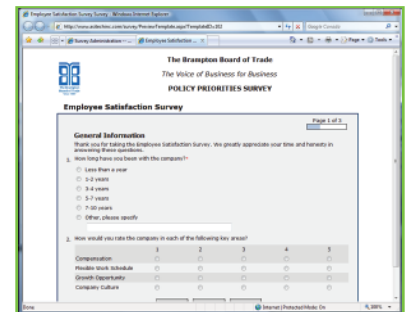 Employee Satisfaction Survey Survey - Windows Internet Explorer
Google Canada
Page
Tools
The Brampton Board of Trade
The Voice of Business for Business
POLICY PRIORITIES SURVEY
Employee Satisfaction Survey
Page 1 of 3
General Information
Thank you for taking the Employee Satisfaction Survey. We greatly appreciate your time and honesty in
answering these questions.
1. How long have you been with the company?*
Less than a year
1-2 years
3-4 years
5-7 years
7-10 years
Other, please specify
2. How would you rate the company in each of the following key areas?
1 2 3 4 5
Compensation
Flexible Work Schedule
Growth Opportunity
Company Culture
Done
Internet | Protected Mode: On
100%